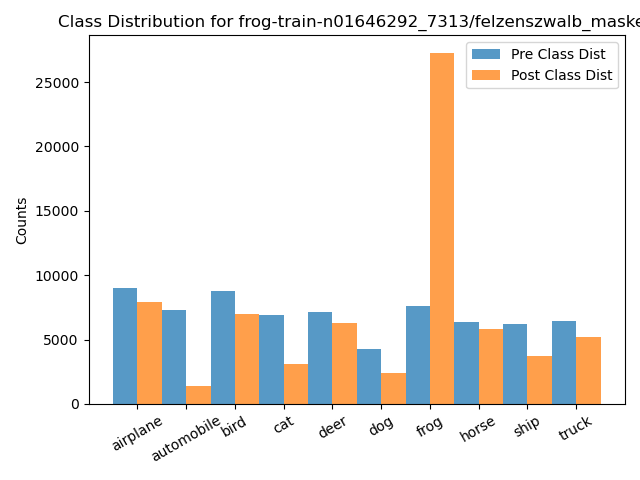 Class Distribution for frog-train-n01646292_7313/felzenszwalb_maske
Pre Class Dist
Post Class Dist
Counts
25000
20000
15000
10000
5000
0
airplane
automobile
bird
cat
deer
dog
frog
horse
ship
truck